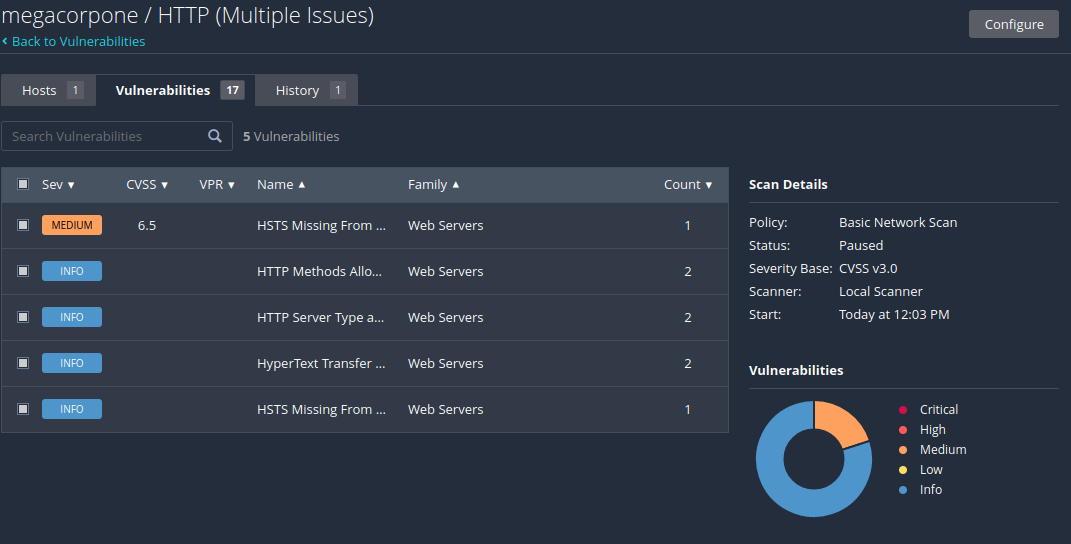 megacorpone / HTTP (Multiple Issues)
Configure
‹ Back to Vulnerabilities
Hosts 1 Vulnerabilities 17 History 1
Search Vulnerabilities 5 Vulnerabilities
Sev ▼ CVSS ▼ VPR ▼ Name ▲ Family ▲ Count ▼
MEDIUM 6.5 HSTS Missing From ... Web Servers 1
INFO HTTP Methods Allo... Web Servers 2
INFO HTTP Server Type a... Web Servers 2
INFO HyperText Transfer ... Web Servers 2
INFO HSTS Missing From ... Web Servers 1
Scan Details
Policy: Basic Network Scan
Status: Paused
Severity Base: CVSS v3.0
Scanner: Local Scanner
Start: Today at 12:03 PM
Vulnerabilities
Critical
High
Medium
Low
Info